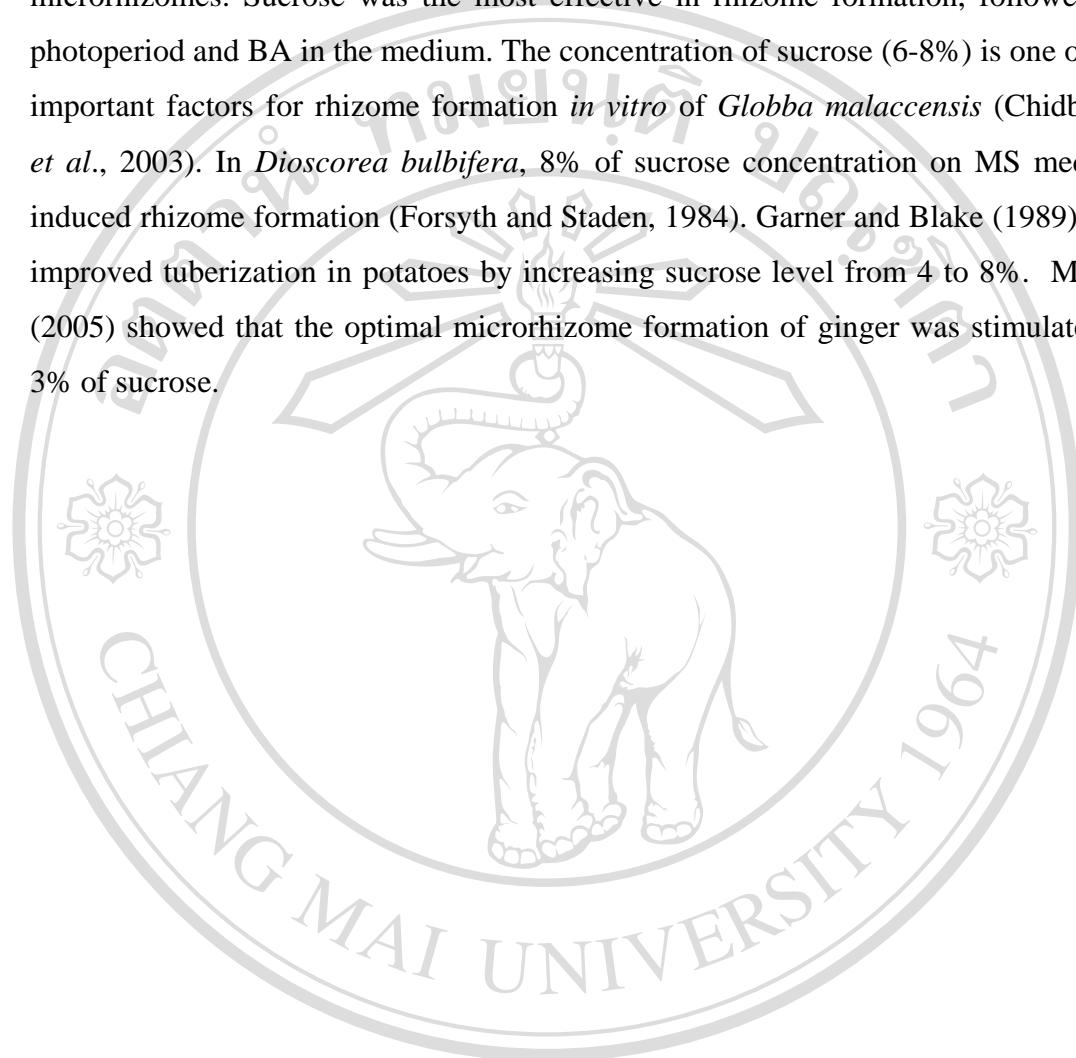 microrhizomes. Sucrose was the most effective in rhizome formation, followe
photoperiod and BA in the medium. The concentration of sucrose (6-8%) is one o
important factors for rhizome formation in vitro of Globba malaccensis (Chidb
et al., 2003). In Dioscorea bulbifera, 8% of sucrose concentration on MS med
induced rhizome formation (Forsyth and Staden, 1984). Garner and Blake (1989)
improved tuberization in potatoes by increasing sucrose level from 4 to 8%. M
(2005) showed that the optimal microrhizome formation of ginger was stimulate
3% of sucrose.
CHIANG MAI UNIVERSITY 1964